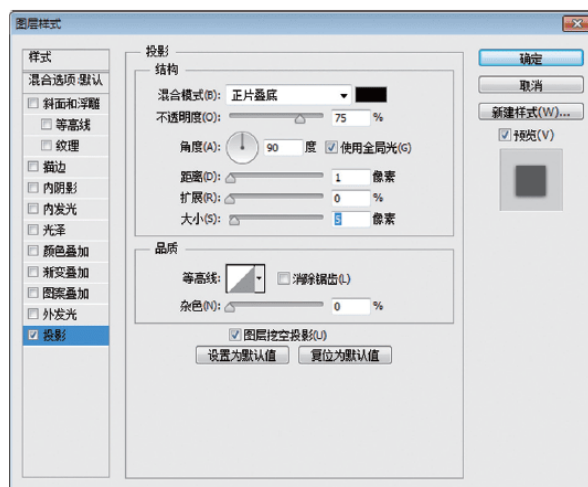 图层样式
样式
混合选项:默认
斜面和浮雕
等高线
纹理
描边
内阴影
内发光
光泽
颜色叠加
渐变叠加
图案叠加
外发光
投影
投影
结构
混合模式(B): 正片叠底
不透明度(O): 75 %
角度(A): 90 度 使用全局光(G)
距离(D): 1 像素
扩展(R): 0 %
大小(S): 5 像素
品质
等高线: 消除锯齿(L)
杂色(N): 0 %
图层挖空投影(U)
设置为默认值 复位为默认值
确定
取消
新建样式(W)...
预览(V)